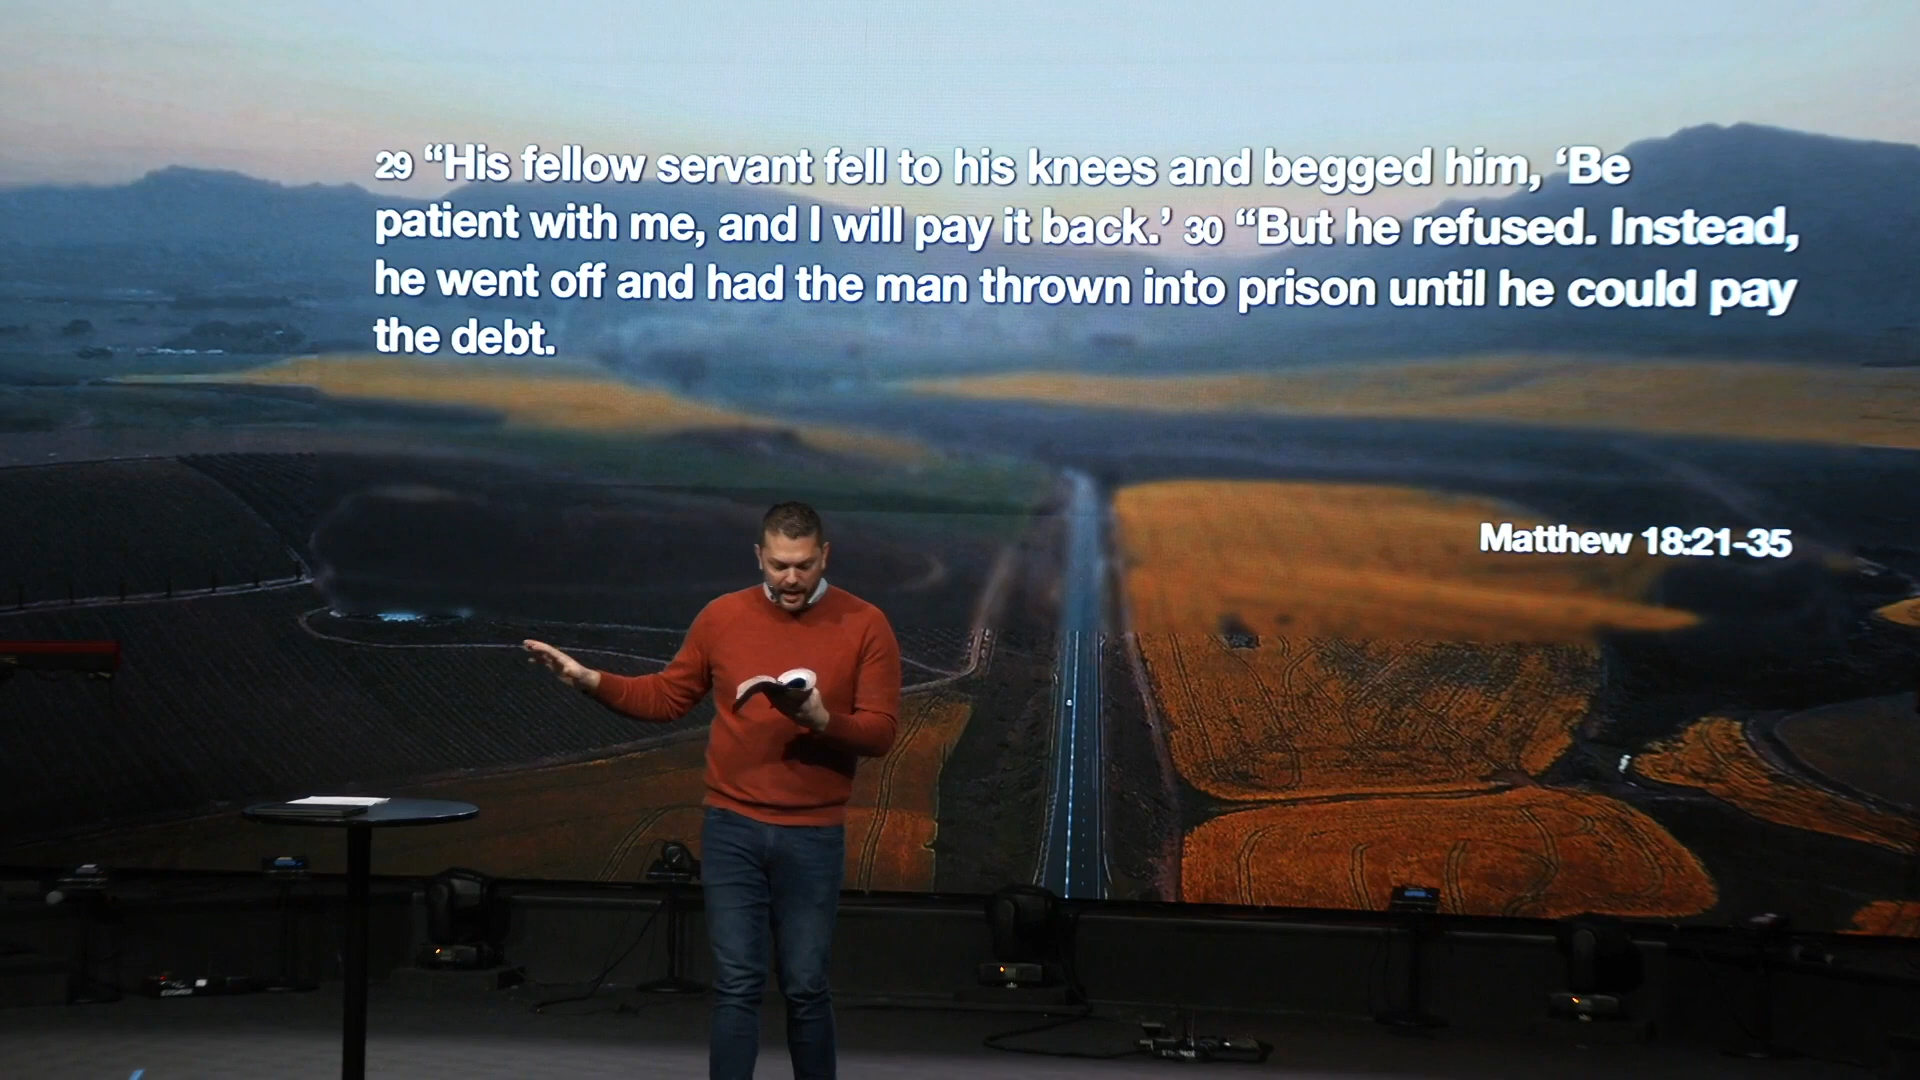 29 “His fellow servant fell to his knees and begged him, ‘Be
patient with me, and I will pay it back.’ 30 “But he refused. Instead,
he went off and had the man thrown into prison until he could pay
the debt.
Matthew 18:21-35